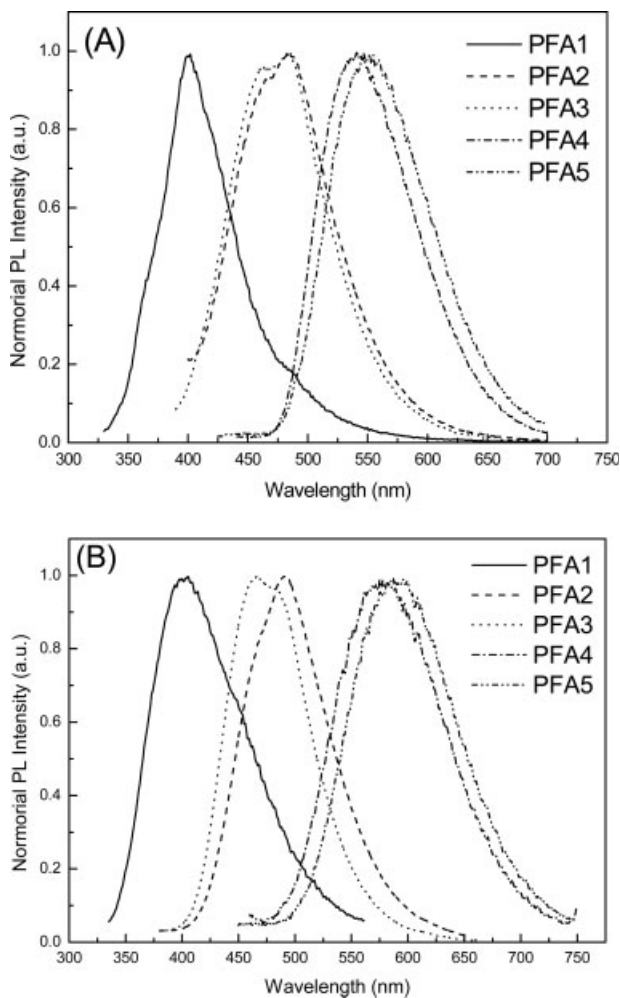 (A)
PFA1
PFA2
PFA3
PFA4
PFA5
Normorial PL Intensity (a.u.)
1.0
0.8
0.6
0.4
0.2
0.0
300 350 400 450 500 550 600 650 700 750
Wavelength (nm)
(B)
PFA1
PFA2
PFA3
PFA4
PFA5
Normorial PL Intensity (a.u.)
1.0
0.8
0.6
0.4
0.2
0.0
300 350 400 450 500 550 600 650 700 750
Wavelength (nm)